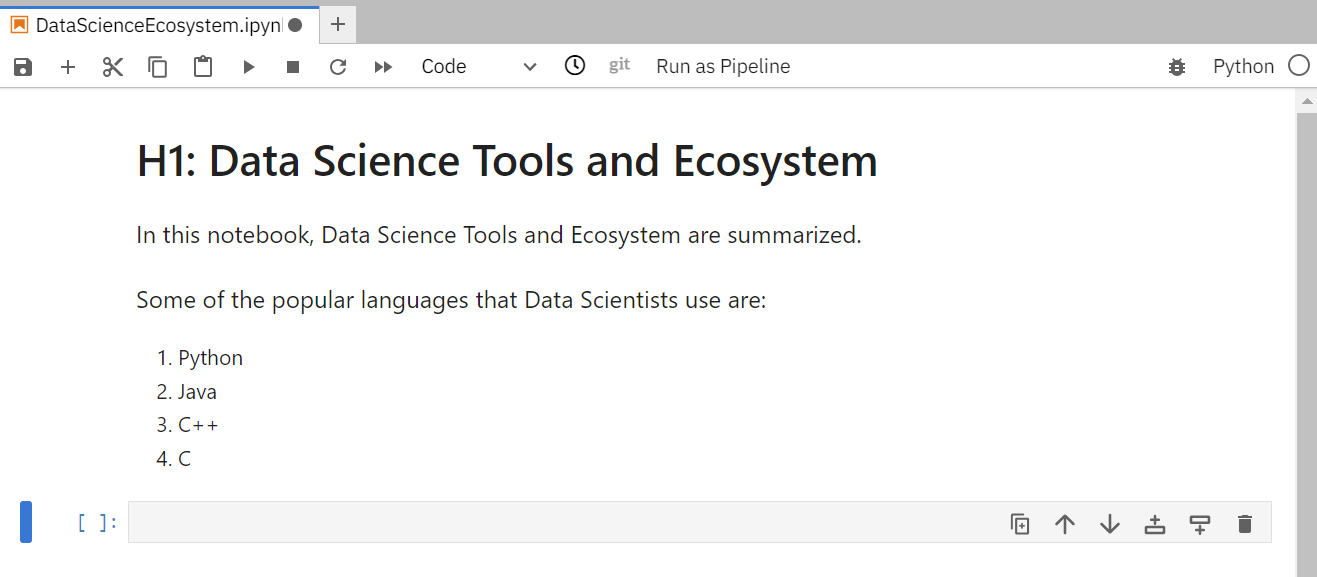 DataScienceEcosystem.ipyn
Code git Run as Pipeline Python
H1: Data Science Tools and Ecosystem
In this notebook, Data Science Tools and Ecosystem are summarized.
Some of the popular languages that Data Scientists use are:
1. Python
2. Java
3. C++
4. C
[ ]: